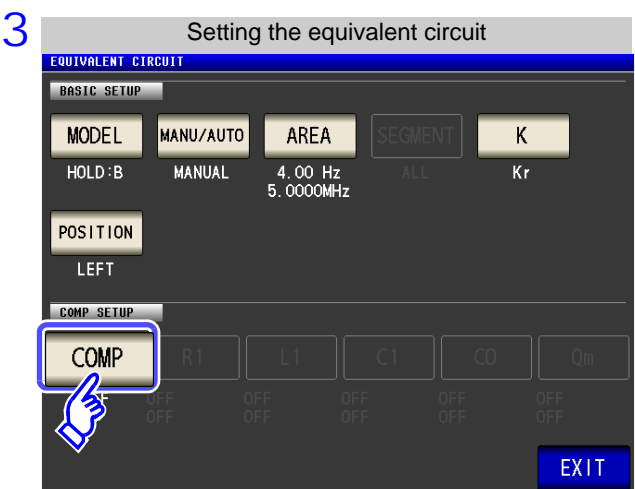 3
Setting the equivalent circuit
EQUIVALENT CIRCUIT
BASIC SETUP
MODEL MANU/AUTO AREA SEGMENT K
HOLD:B MANUAL 4.00 Hz ALL Kr
5.0000MHz
POSITION
LEFT
COMP SETUP
COMP R1 L1 C1 C0 Qm
OFF OFF OFF OFF OFF
OFF OFF OFF OFF OFF
EXIT